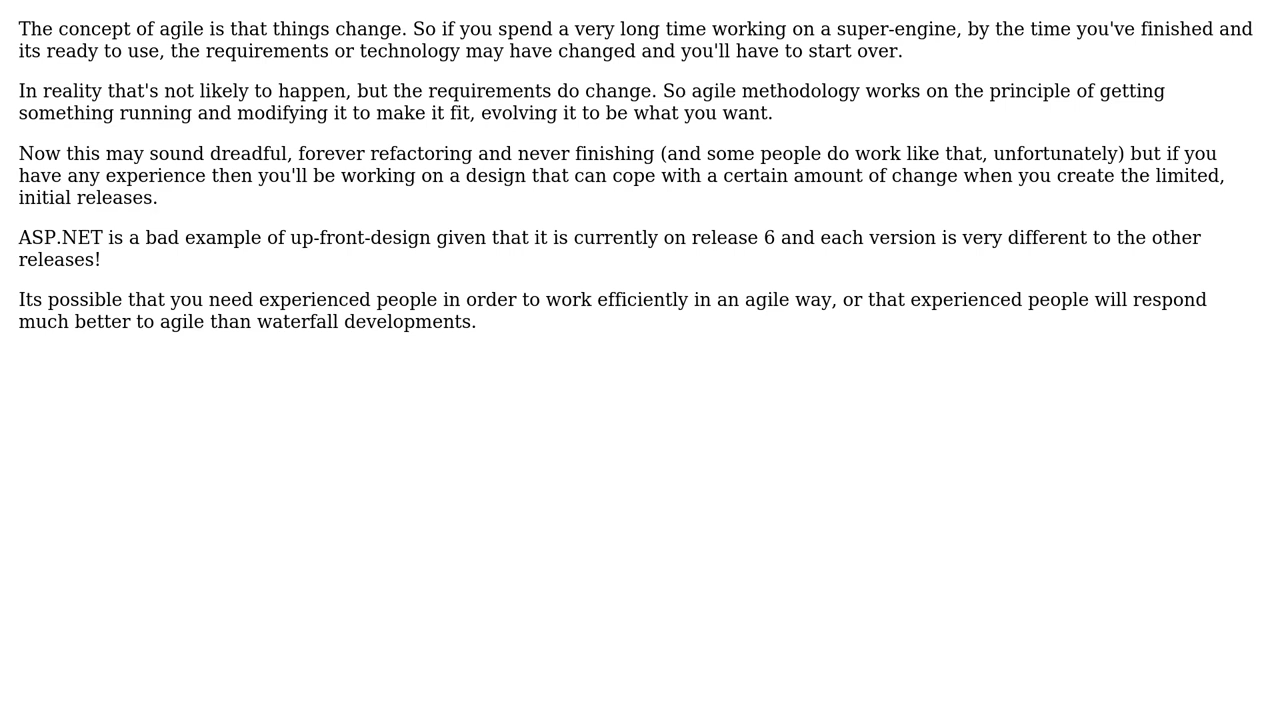 The concept of agile is that things change. So if you spend a very long time working on a super-engine, by the time you've finished and
its ready to use, the requirements or technology may have changed and you'll have to start over.
In reality that's not likely to happen, but the requirements do change. So agile methodology works on the principle of getting
something running and modifying it to make it fit, evolving it to be what you want.
Now this may sound dreadful, forever refactoring and never finishing (and some people do work like that, unfortunately) but if you
have any experience then you'll be working on a design that can cope with a certain amount of change when you create the limited,
initial releases.
ASP.NET is a bad example of up-front-design given that it is currently on release 6 and each version is very different to the other
releases!
Its possible that you need experienced people in order to work efficiently in an agile way, or that experienced people will respond
much better to agile than waterfall developments.